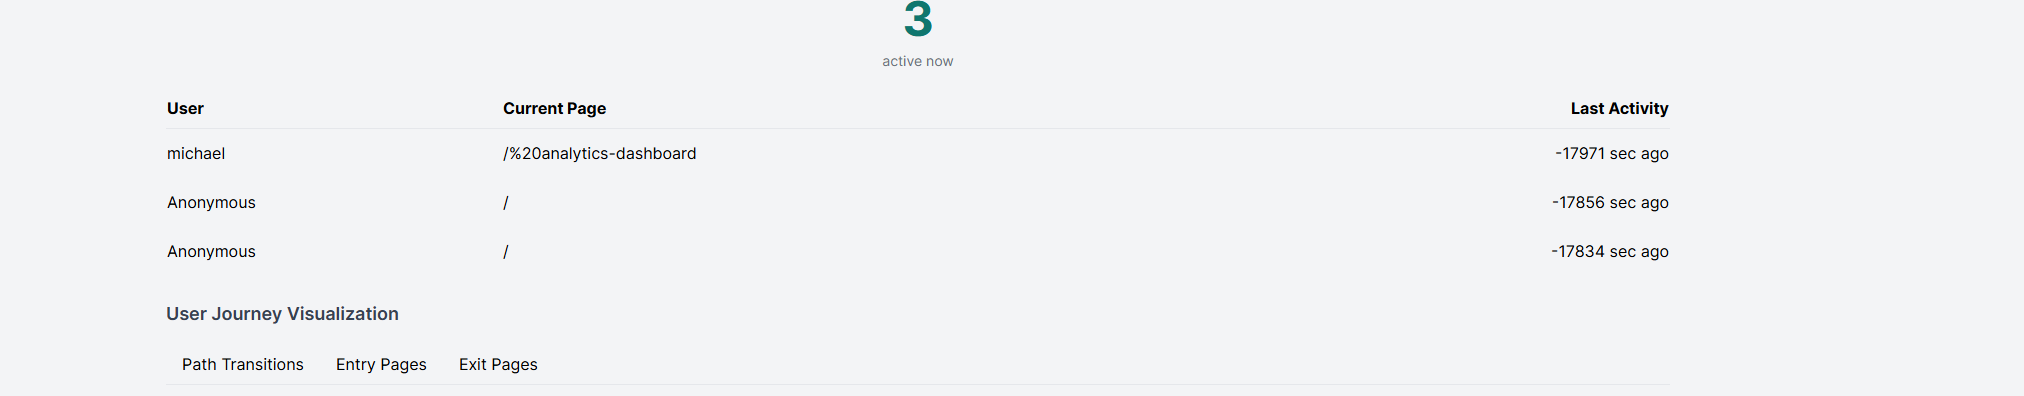 3
active now
User Current Page Last Activity
michael /%20analytics-dashboard -17971 sec ago
Anonymous / -17856 sec ago
Anonymous / -17834 sec ago
User Journey Visualization
Path Transitions Entry Pages Exit Pages